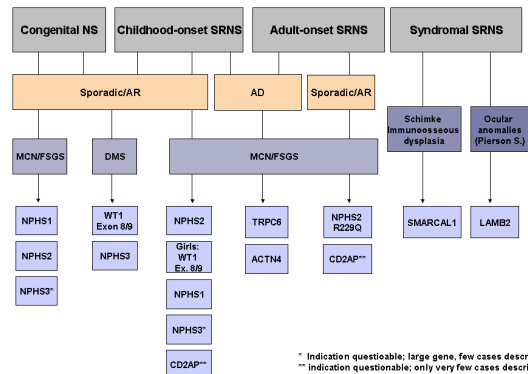 Congenital NS
Childhood-onset SRNS
Adult-onset SRNS
Syndromal SRNS
Sporadic/AR
AD
Sporadic/AR
Schimke
Immunoosseous
dysplasia
Ocular
anomalies
(Pierson S.)
MCN/FSGS
DMS
MCN/FSGS
NPHS1
WT1
Exon 8/9
NPHS2
TRPC6
NPHS2
R229Q
SMARCAL1
LAMB2
NPHS2
NPHS3
Girls:
WT1
Ex. 8/9
ACTN4
CD2AP**
NPHS3*
NPHS1
NPHS3*
CD2AP**
* Indication questioable; large gene, few cases descr
** indication questionable; only very few cases descri